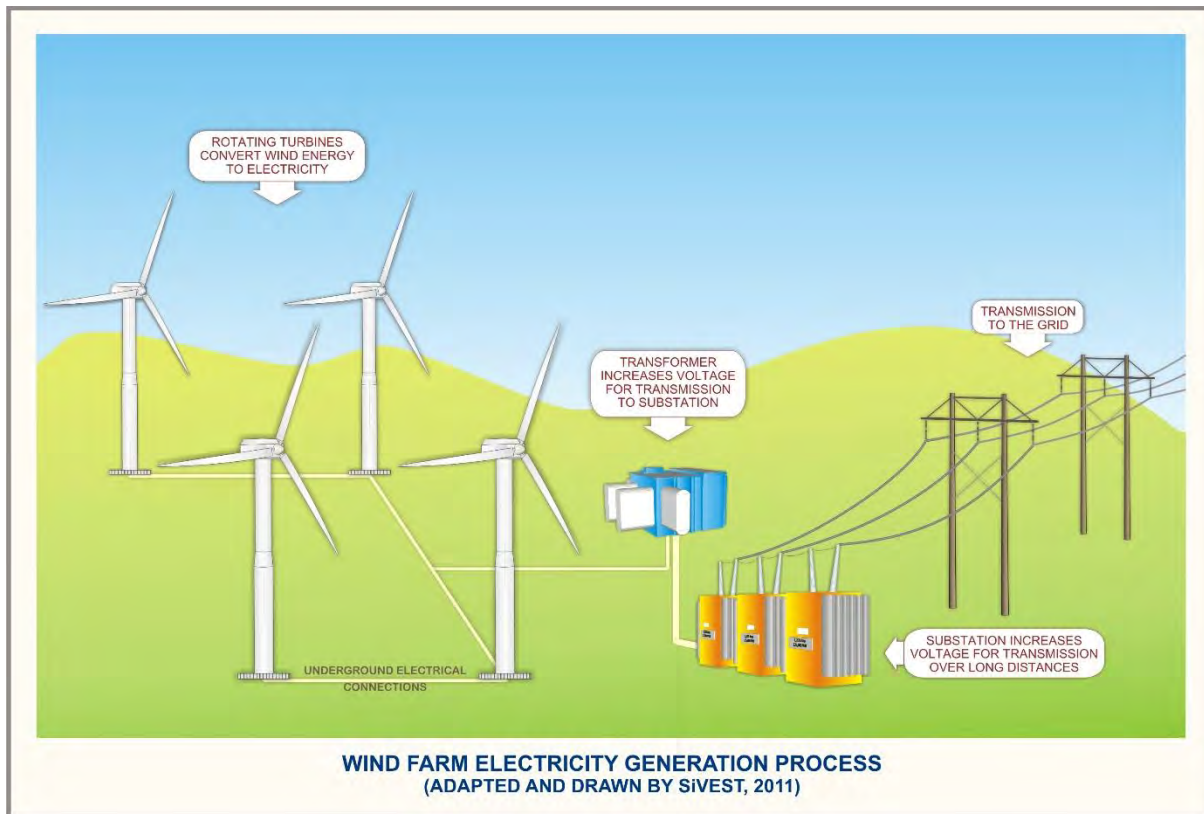 ROTATING TURBINES
CONVERT WIND ENERGY
TO ELECTRICITY
TRANSMISSION
TO THE GRID
TRANSFORMER
INCREASES VOLTAGE
FOR TRANSMISSION
TO SUBSTATION
SUBSTATION INCREASES
VOLTAGE FOR TRANSMISSION
OVER LONG DISTANCES
UNDERGROUND ELECTRICAL
CONNECTIONS
WIND FARM ELECTRICITY GENERATION PROCESS
(ADAPTED AND DRAWN BY SiVEST, 2011)